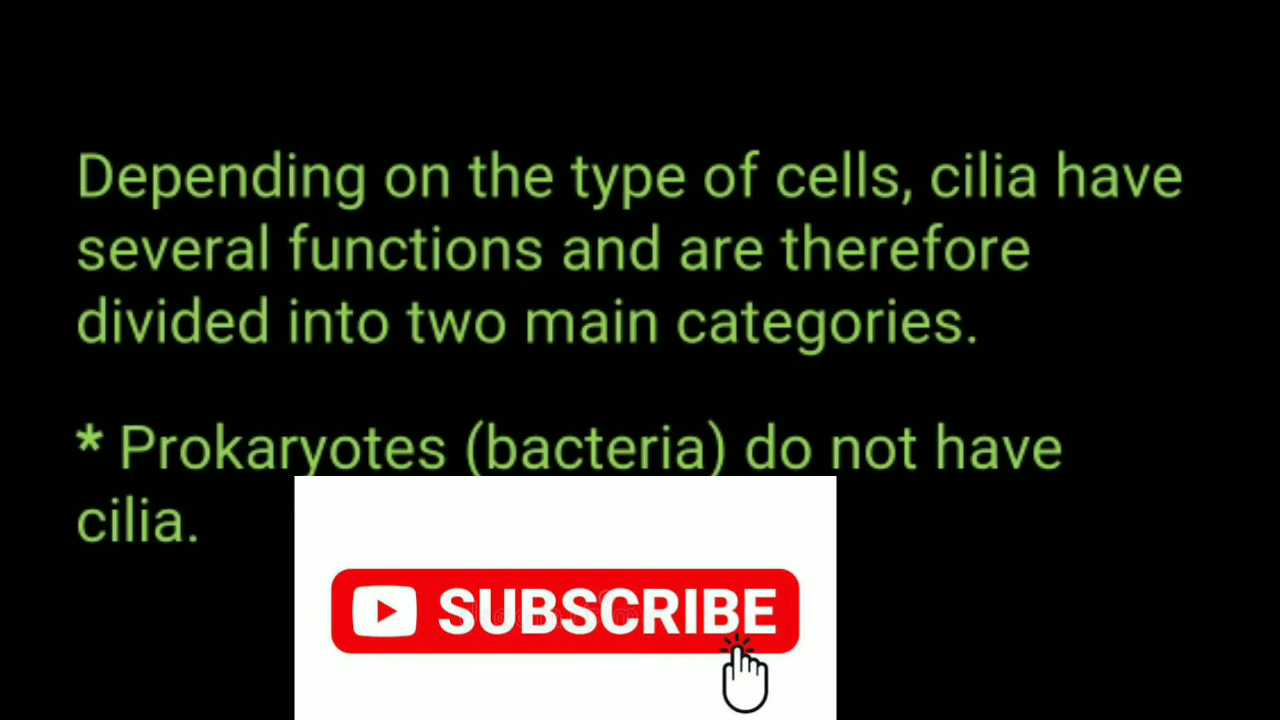 Depending on the type of cells, cilia have
several functions and are therefore
divided into two main categories.
* Prokaryotes (bacteria) do not have
cilia.
SUBSCRIBE